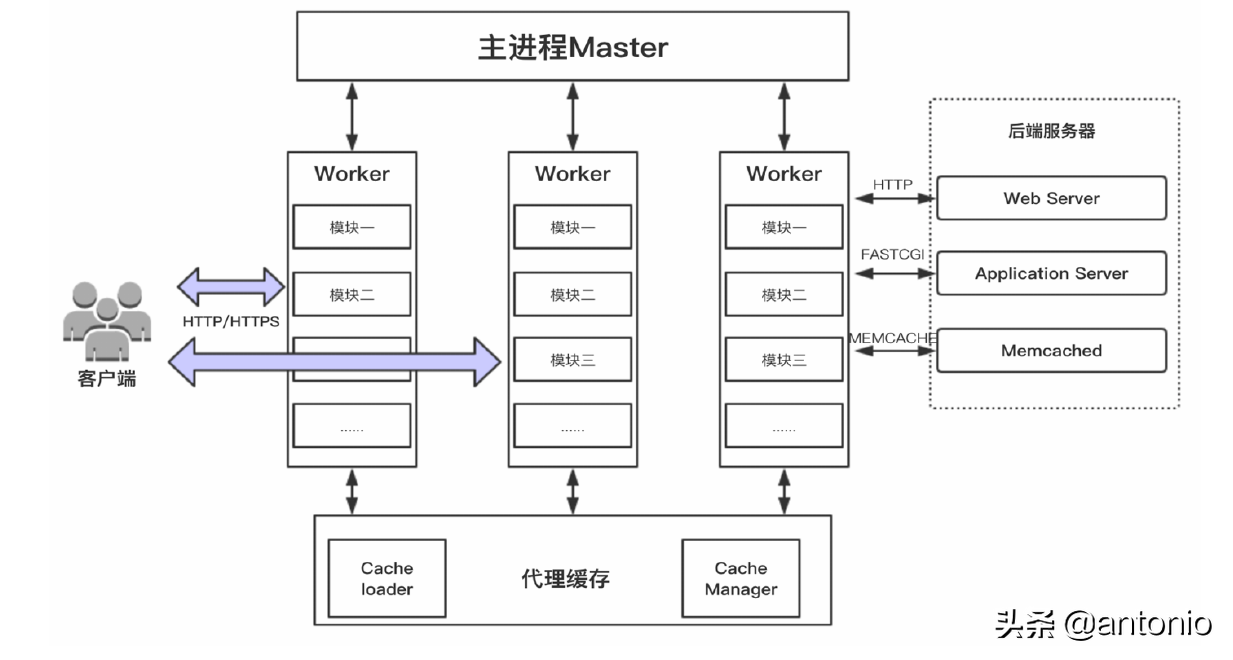 主进程Master
后端服务器
Worker
Worker
Worker
HTTP
Web Server
模块一
模块一
模块一
FASTCGI
Application Server
模块二
模块二
模块二
HTTP/HTTPS
MEMCACHE
Memcached
模块三
模块三
客户端
......
......
......
Cache
loader
代理缓存
Cache
Manager
头条 @antonio